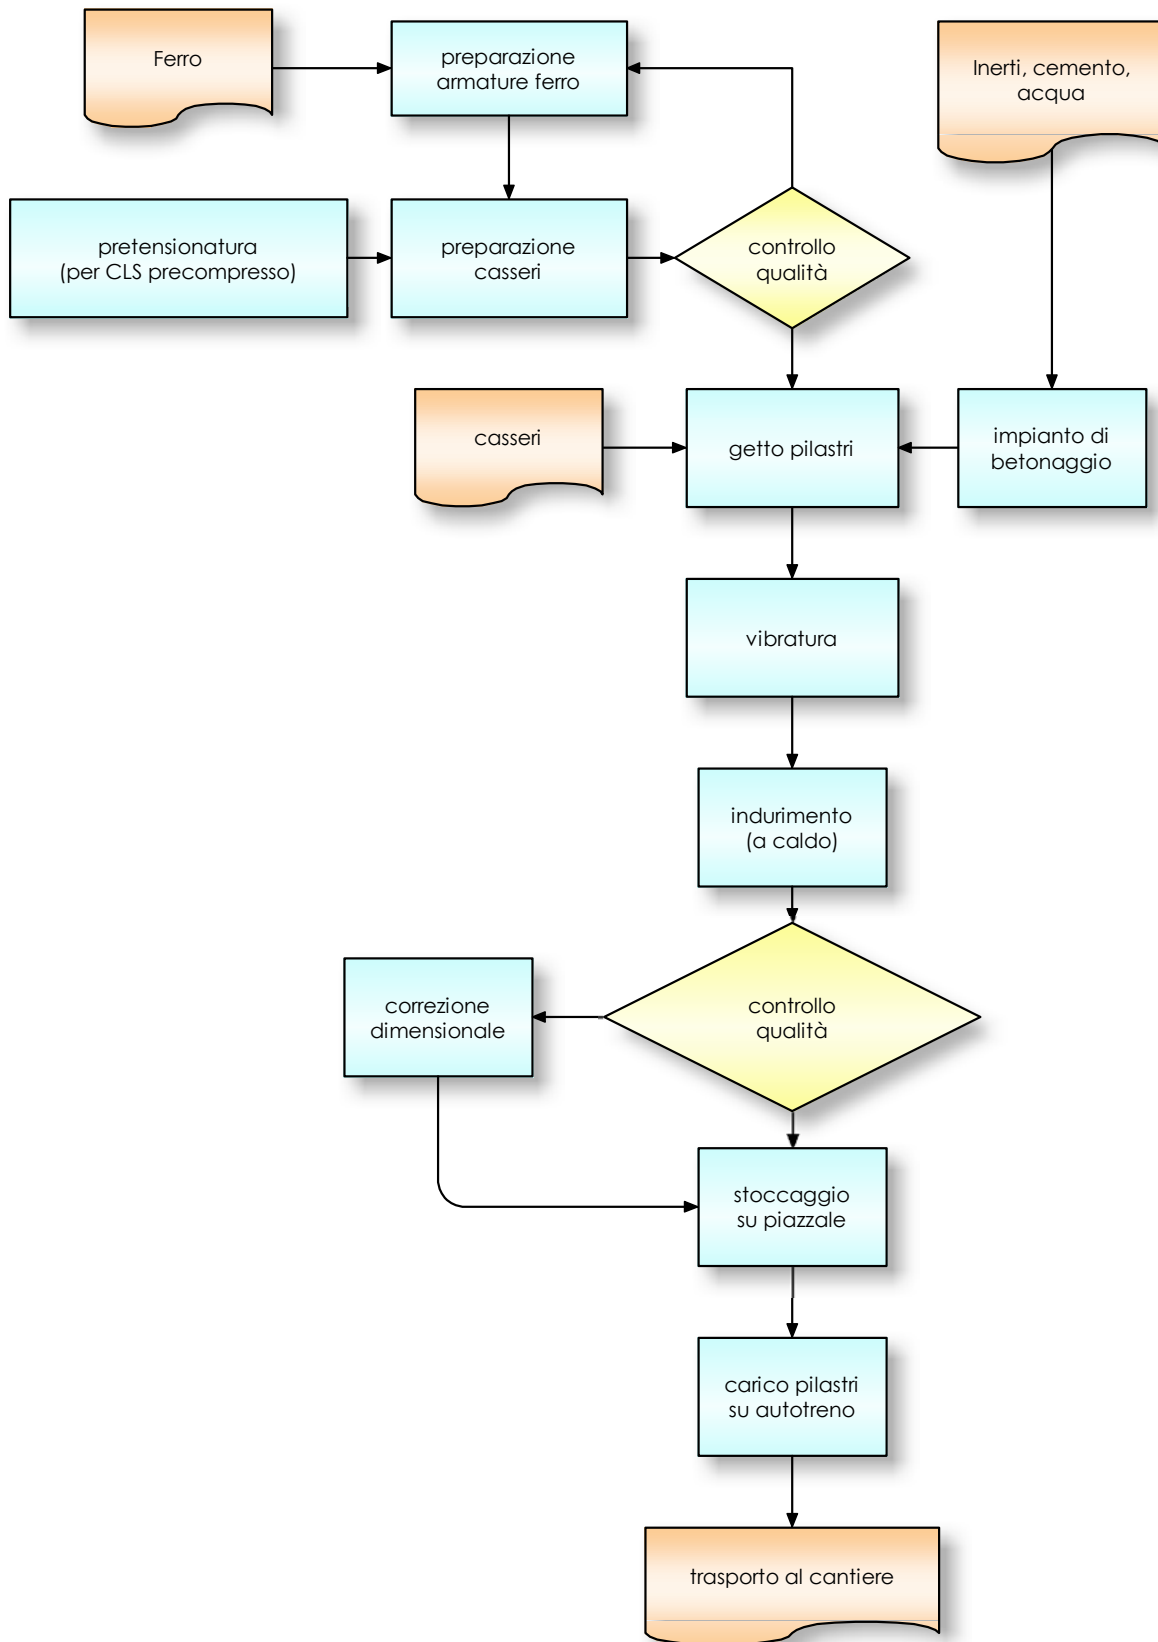 Ferro
preparazione
armature ferro
Inerti, cemento,
acqua
pretensionatura
(per CLS precompresso)
preparazione
casseri
controllo
qualità
casseri
getto pilastri
impianto di
betonaggio
vibratura
indurimento
(a caldo)
correzione
dimensionale
controllo
qualità
stoccaggio
su piazzale
carico pilastri
su autotreno
trasporto al cantiere